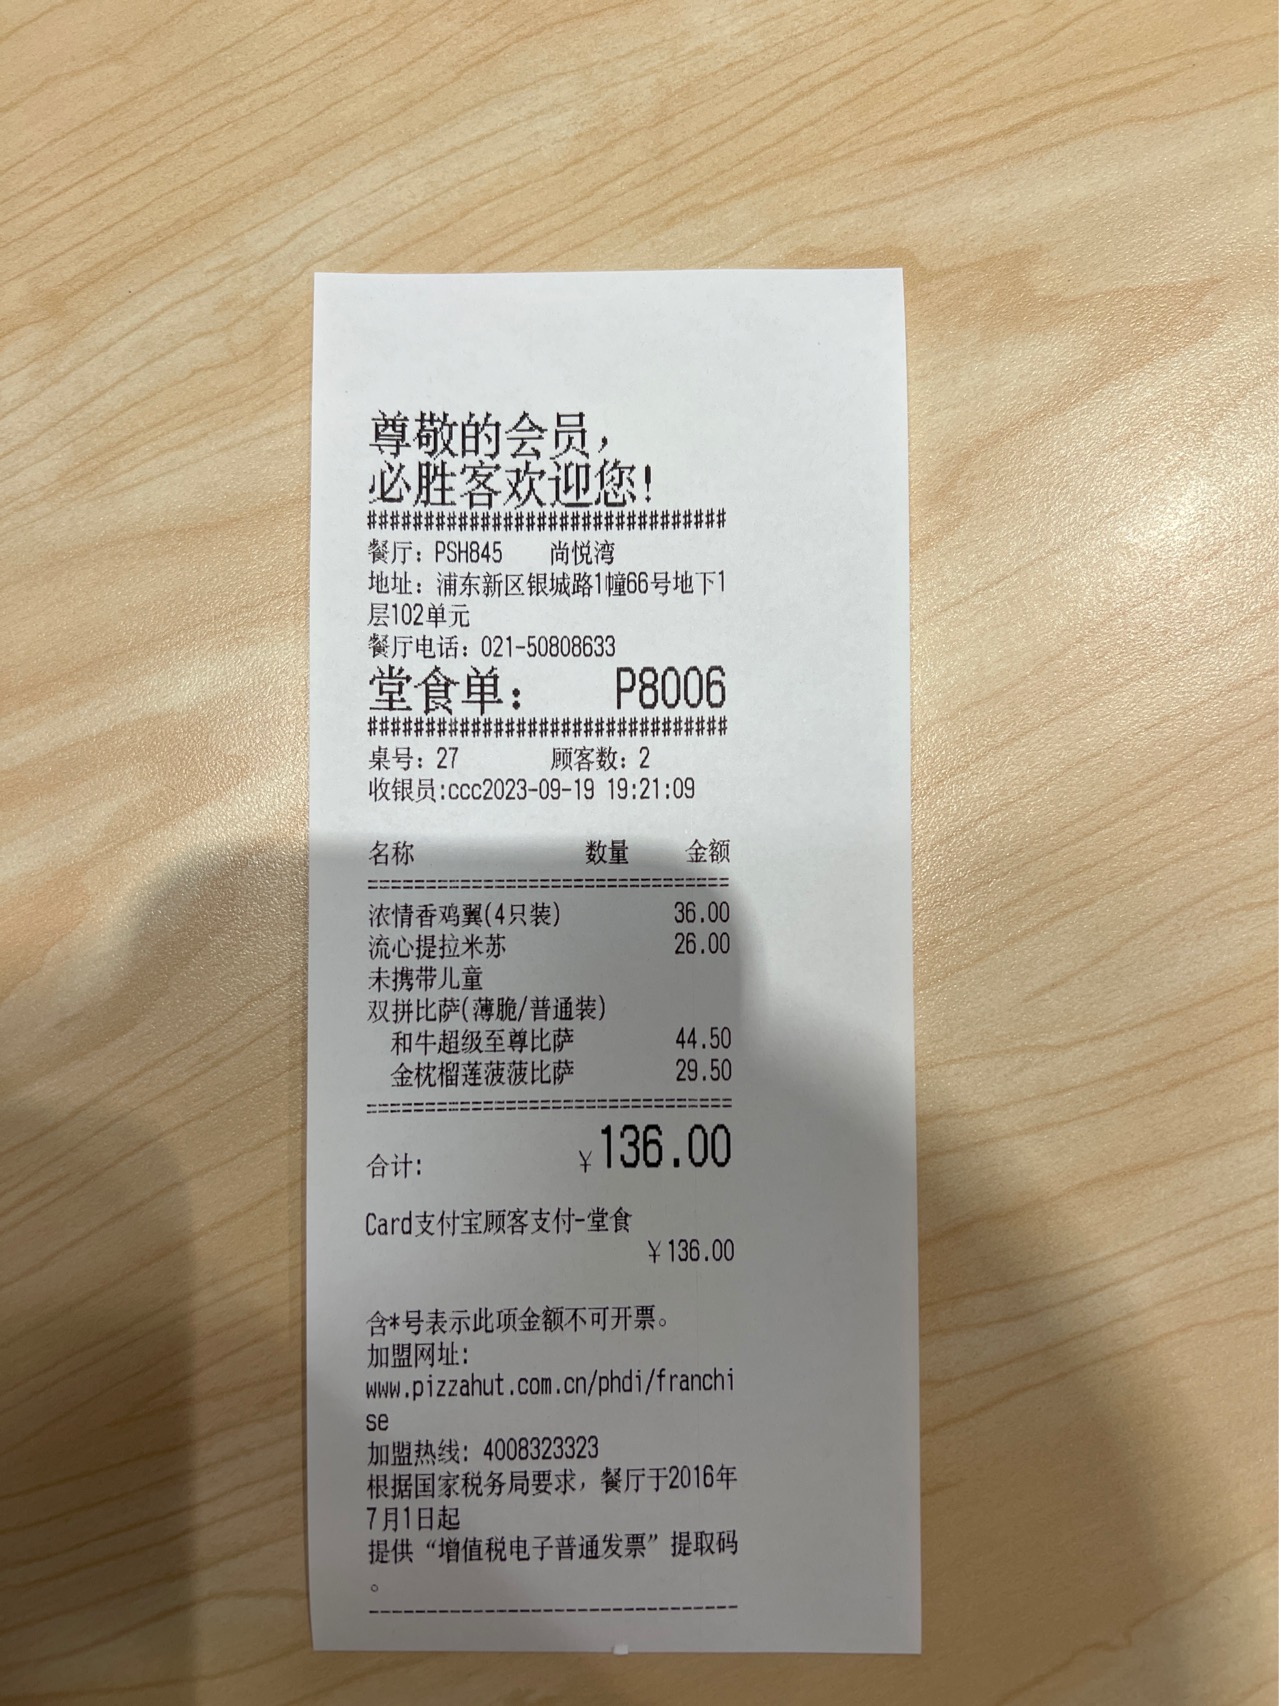 尊敬的会员，
必胜客欢迎您!
################################
餐厅：PSH845 尚悦湾
地址：浦东新区银城路1幢66号地下1
层102单元
餐厅电话：021-50808633
堂食单： P8006
################################
桌号：27 顾客数：2
收银员:ccc2023-09-19 19:21:09
名称 数量 金额
================================
浓情香鸡翼(4只装) 36.00
流心提拉米苏 26.00
未携带儿童
双拼比萨(薄脆/普通装)
和牛超级至尊比萨 44.50
金枕榴莲菠菠比萨 29.50
================================
合计: ¥136.00
Card支付宝顾客支付-堂食
¥136.00
含*号表示此项金额不可开票。
加盟网址:
www.pizzahut.com.cn/phdi/franchi
se
加盟热线: 4008323323
根据国家税务局要求，餐厅于2016年
7月1日起
提供“增值税电子普通发票”提取码
。
--------------------------------